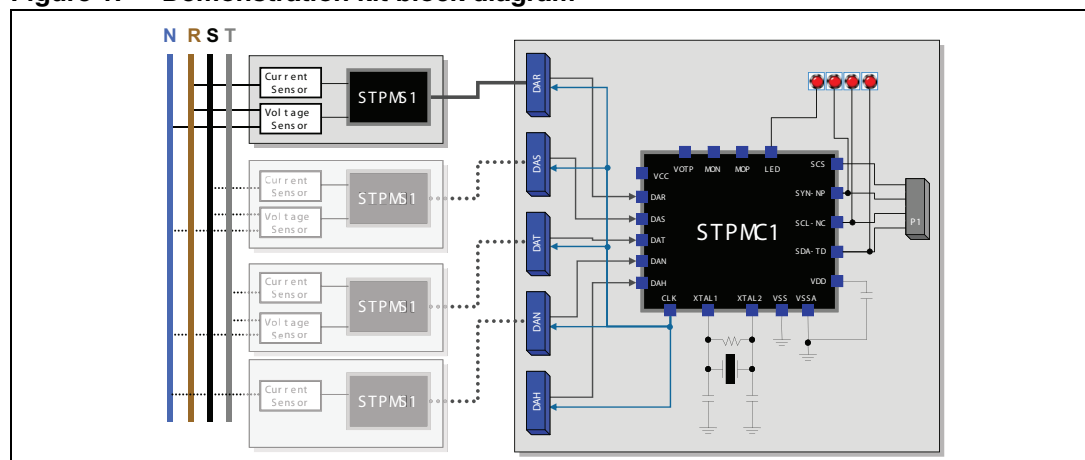 Figure 1. Demonstration kit block diagram
N R S T
Current
Sensor
Voltage
Sensor
STPMS1
Current
Sensor
Voltage
Sensor
STPMS1
Current
Sensor
Voltage
Sensor
STPMS1
Current
Sensor
STPMS1
DAR
DAS
DAT
DAN
DAH
VCC
VOTP
MON
MOP
LED
DAR
DAS
DAT
DAN
DAH
STPMC1
SCS
SYN-NP
SCL-NC
SDA-TD
VDD
CLK
XTAL1
XTAL2
VSS
VSSA
P1